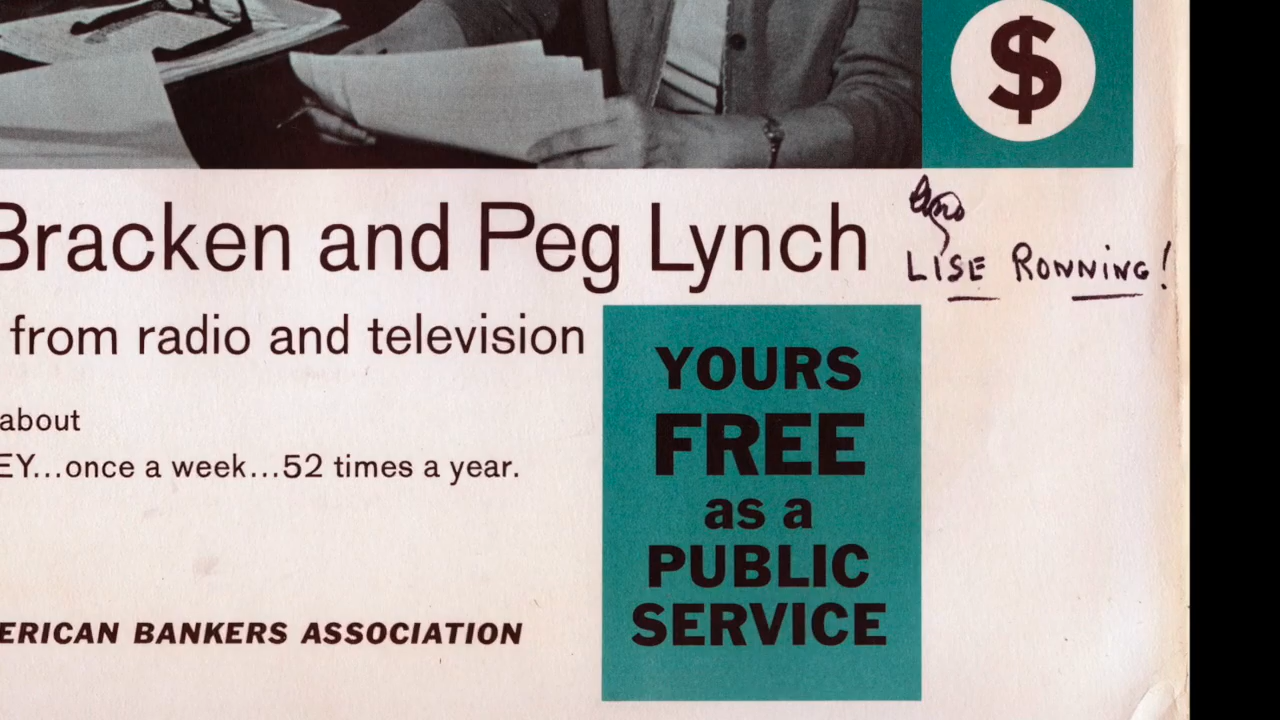 $
Bracken and Peg Lynch
LISE RONNING!
from radio and television
YOURS
FREE
as a
PUBLIC
SERVICE
about
EY...once a week...52 times a year.
ERICAN BANKERS ASSOCIATION